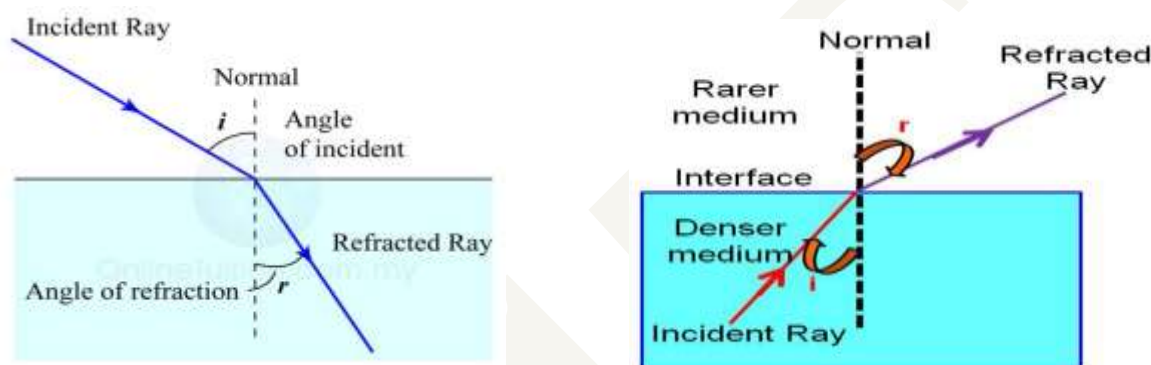 Incident Ray
Normal
i
Angle
of incident
Refracted Ray
Angle of refraction
r
Normal
Refracted
Ray
Rarer
medium
r
Interface
Denser
medium
i
Incident Ray